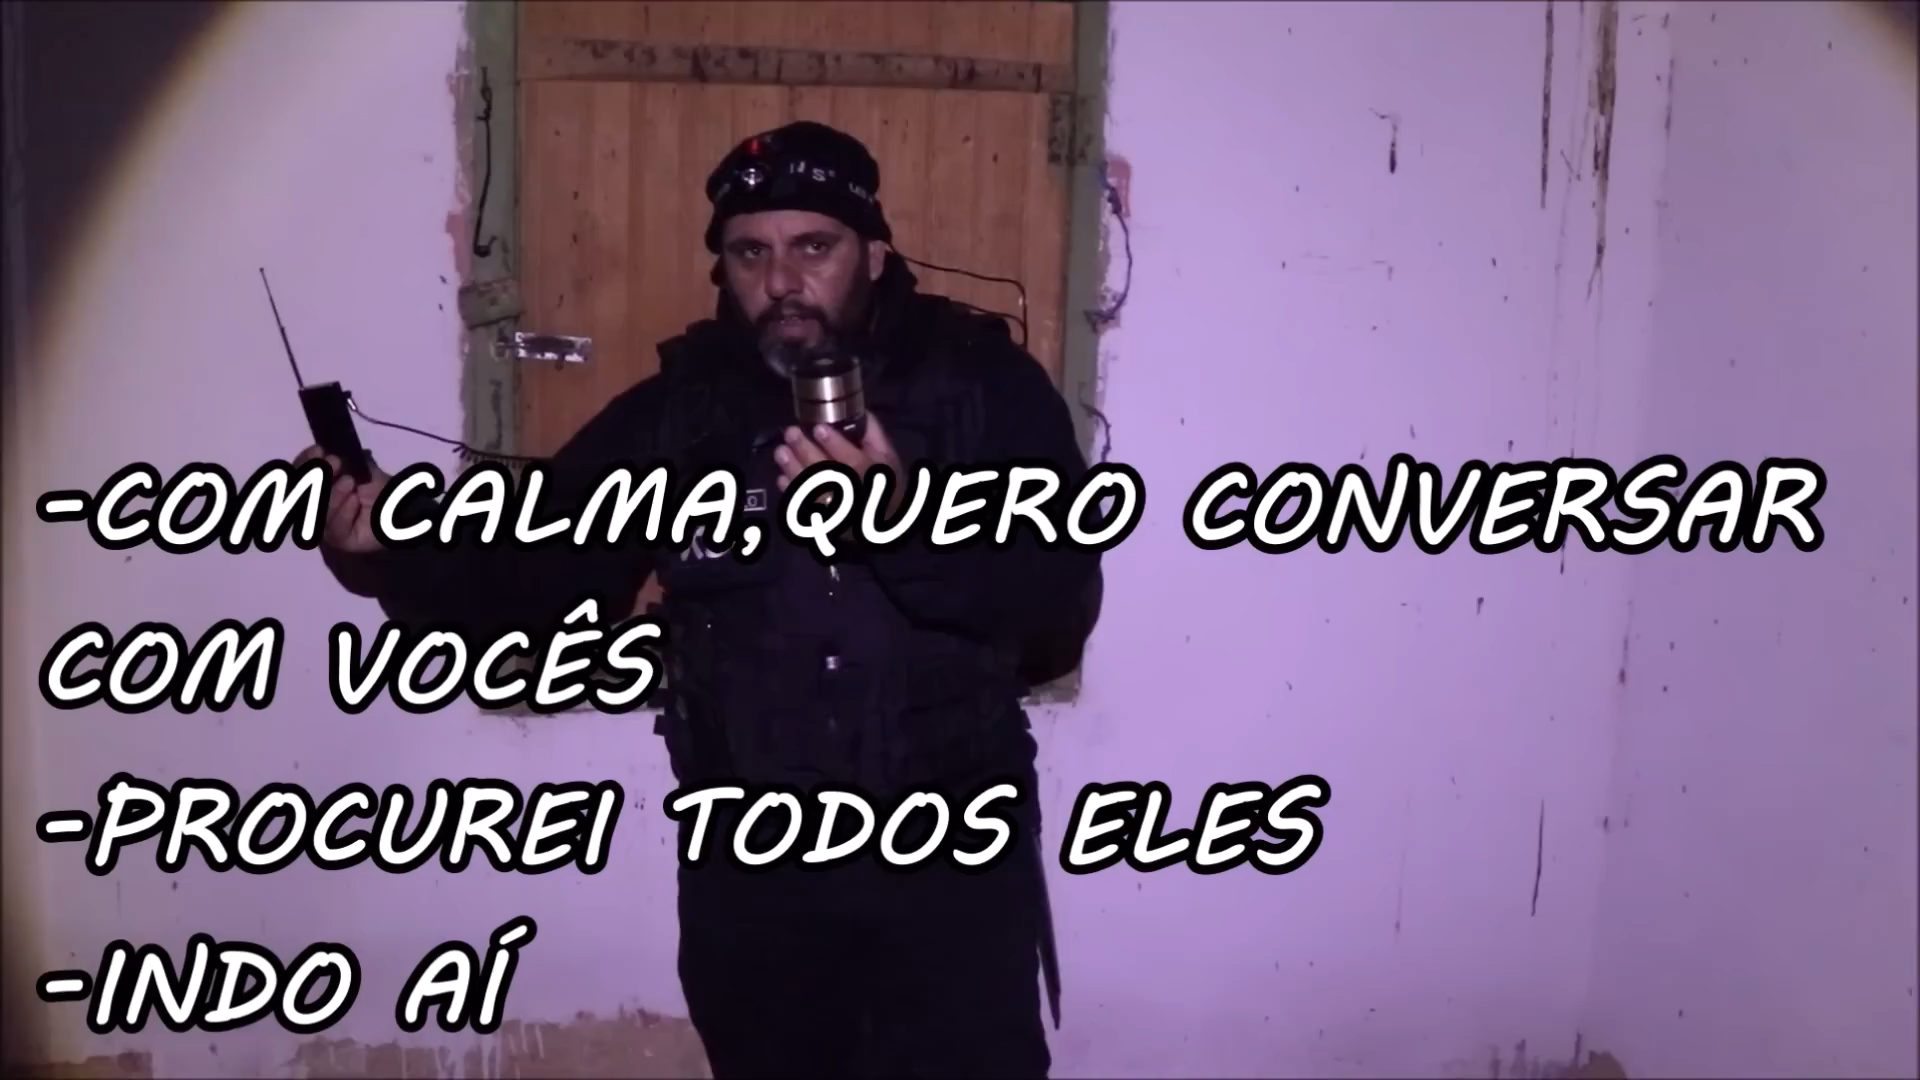 -COM CALMA,QUERO CONVERSAR
COM VOCÊS
-PROCUREI TODOS ELES
-INDO AÍ